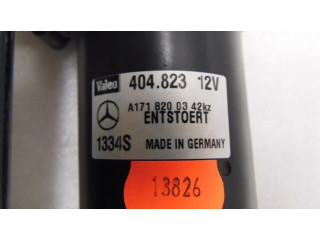 Valeo 404.823 12V
A171 820 03 42kz
ENTSTOERT
1334S MADE IN GERMANY
13826